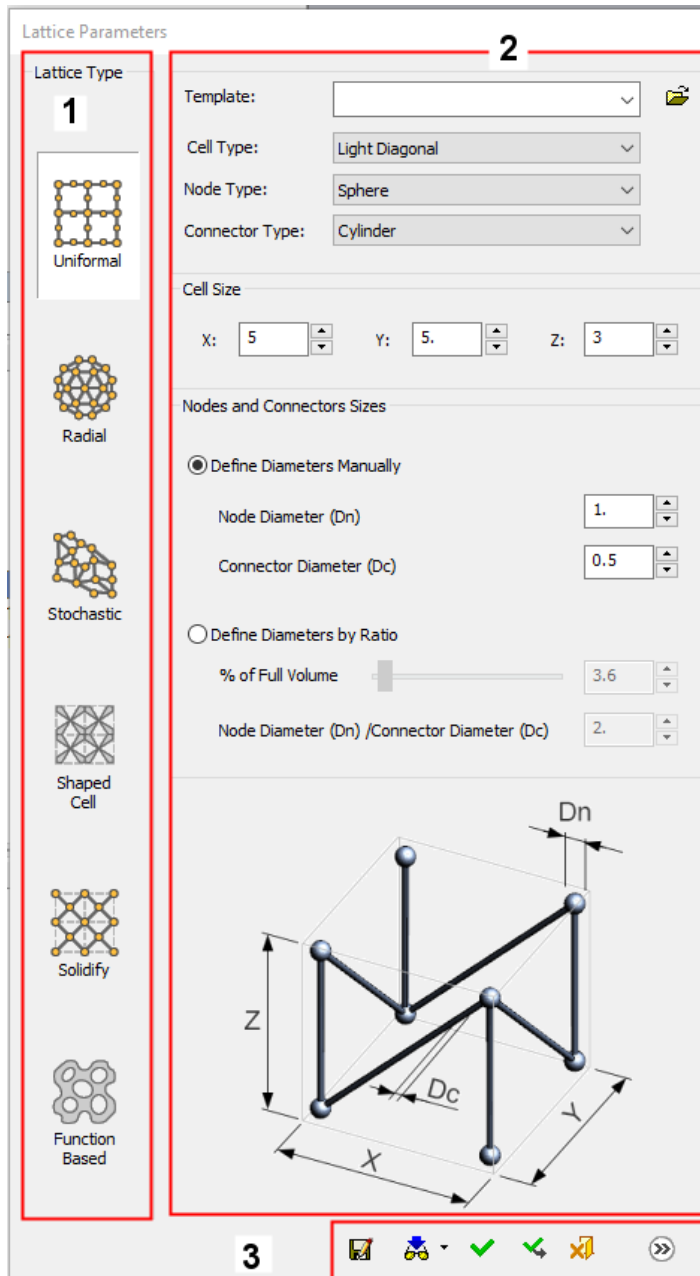 Lattice Parameters
Lattice Type
1
Uniformal
Radial
Stochastic
Shaped
Cell
Solidify
Function
Based
2
Template:
Cell Type: Light Diagonal
Node Type: Sphere
Connector Type: Cylinder
Cell Size
X: 5 Y: 5. Z: 3
Nodes and Connectors Sizes
Define Diameters Manually
Node Diameter (Dn) 1.
Connector Diameter (Dc) 0.5
Define Diameters by Ratio
% of Full Volume 3.6
Node Diameter (Dn) /Connector Diameter (Dc) 2.
Dn
Z
Dc
X
Y
3